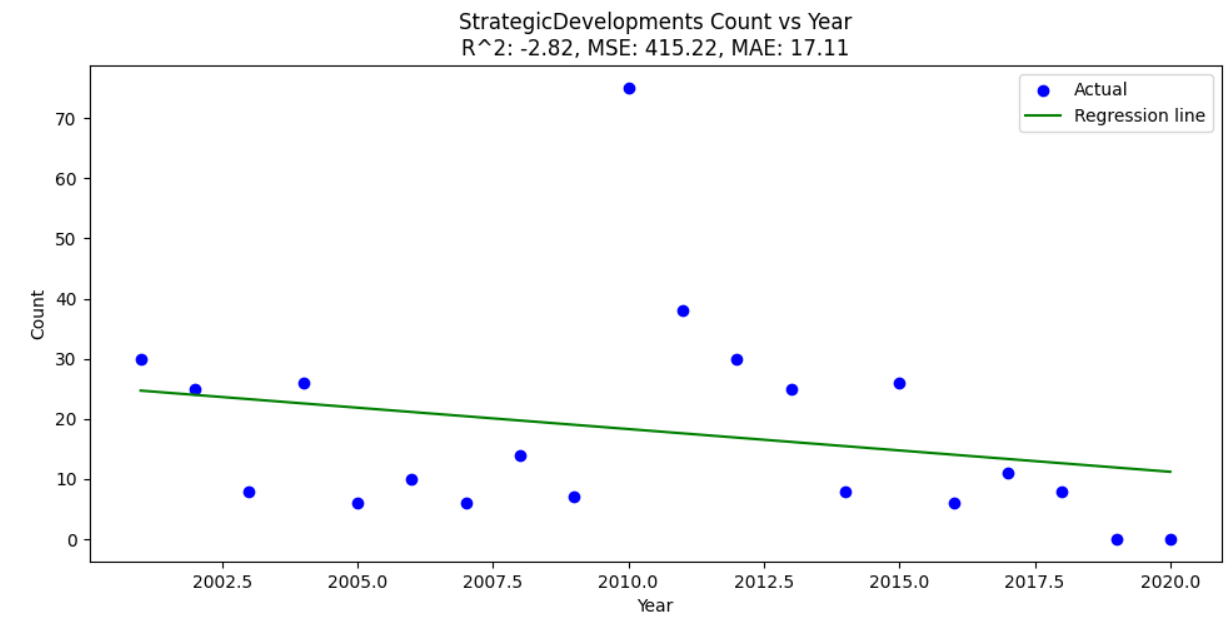 StrategicDevelopments Count vs Year
R^2: -2.82, MSE: 415.22, MAE: 17.11
Actual
Regression line
70
60
50
40
30
20
10
0
Count
2002.5 2005.0 2007.5 2010.0 2012.5 2015.0 2017.5 2020.0
Year